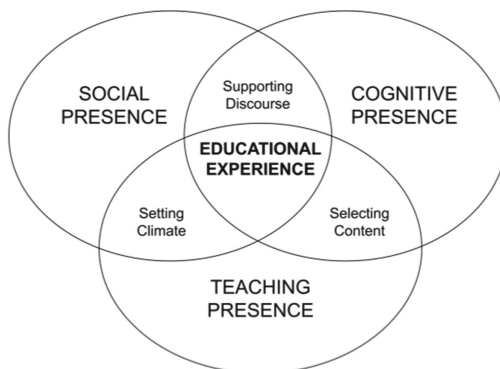 SOCIAL
PRESENCE
Supporting
Discourse
COGNITIVE
PRESENCE
EDUCATIONAL
EXPERIENCE
Setting
Climate
Selecting
Content
TEACHING
PRESENCE